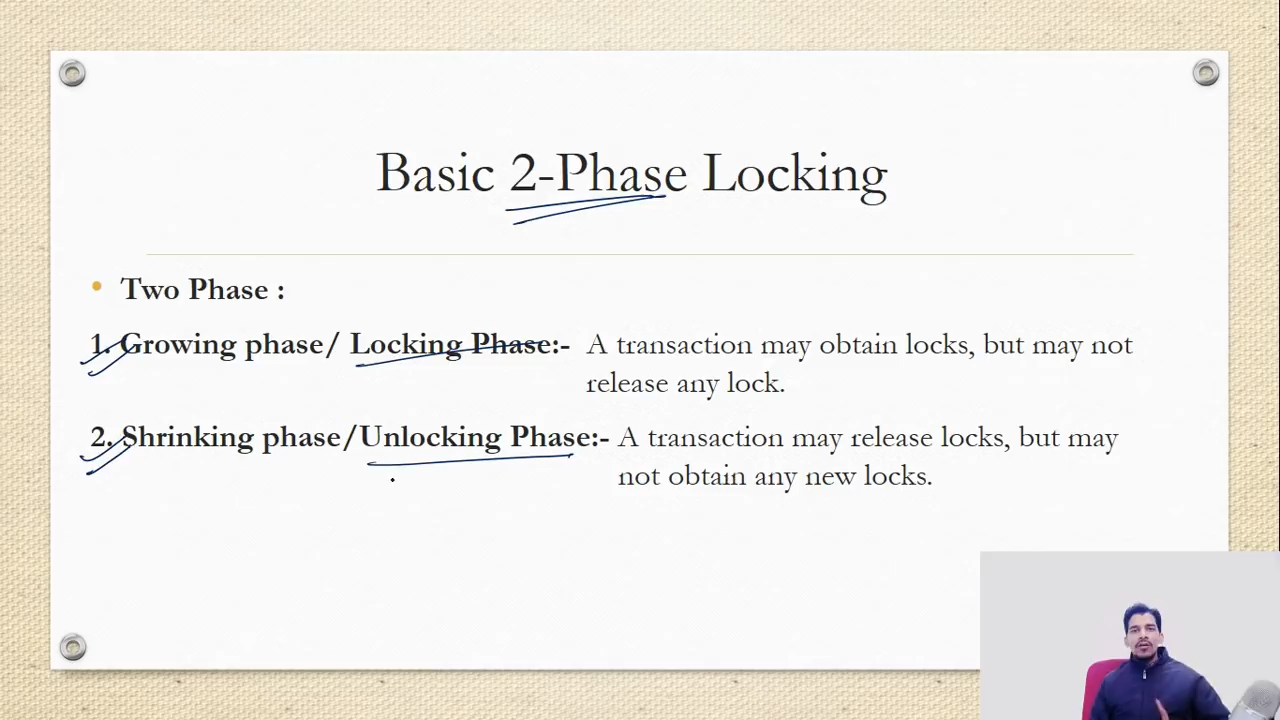 Basic 2-Phase Locking
• Two Phase :
1. Growing phase/ Locking Phase:- A transaction may obtain locks, but may not
release any lock.
2. Shrinking phase/Unlocking Phase:- A transaction may release locks, but may
not obtain any new locks.